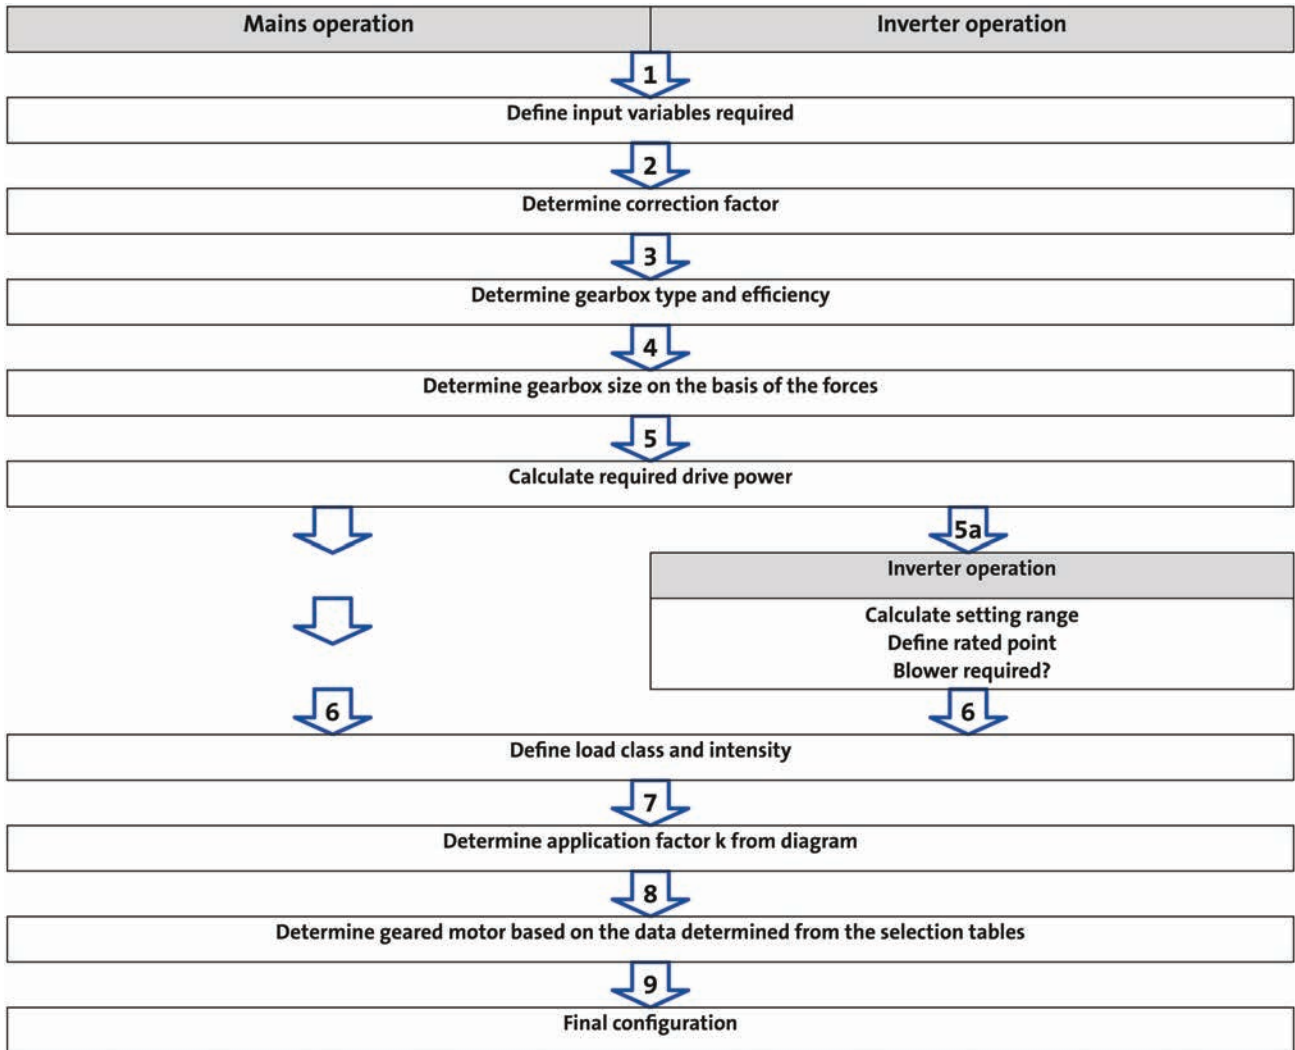 Mains operation
Inverter operation
1
Define input variables required
2
Determine correction factor
3
Determine gearbox type and efficiency
4
Determine gearbox size on the basis of the forces
5
Calculate required drive power
5a
Inverter operation
Calculate setting range
Define rated point
Blower required?
6
6
Define load class and intensity
7
Determine application factor k from diagram
8
Determine geared motor based on the data determined from the selection tables
9
Final configuration